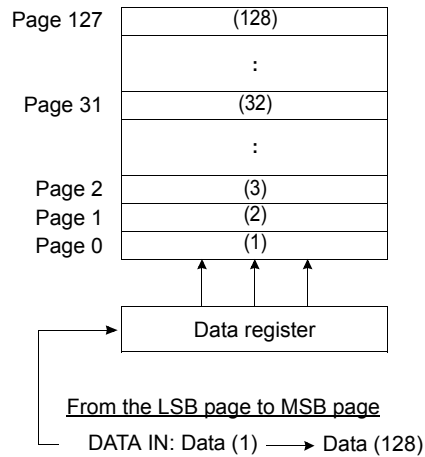 Page 127 (128)
:
Page 31 (32)
:
Page 2 (3)
Page 1 (2)
Page 0 (1)
Data register
From the LSB page to MSB page
DATA IN: Data (1) → Data (128)